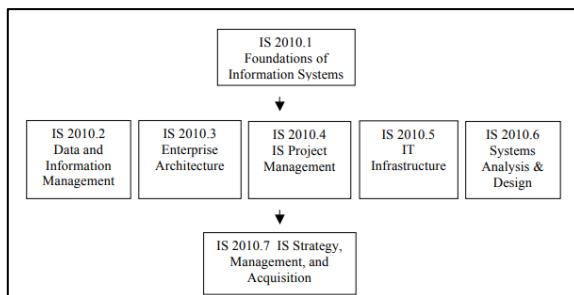 IS 2010.1
Foundations of
Information Systems
IS 2010.2
Data and
Information
Management
IS 2010.3
Enterprise
Architecture
IS 2010.4
IS Project
Management
IS 2010.5
IT
Infrastructure
IS 2010.6
Systems
Analysis &
Design
IS 2010.7 IS Strategy,
Management, and
Acquisition